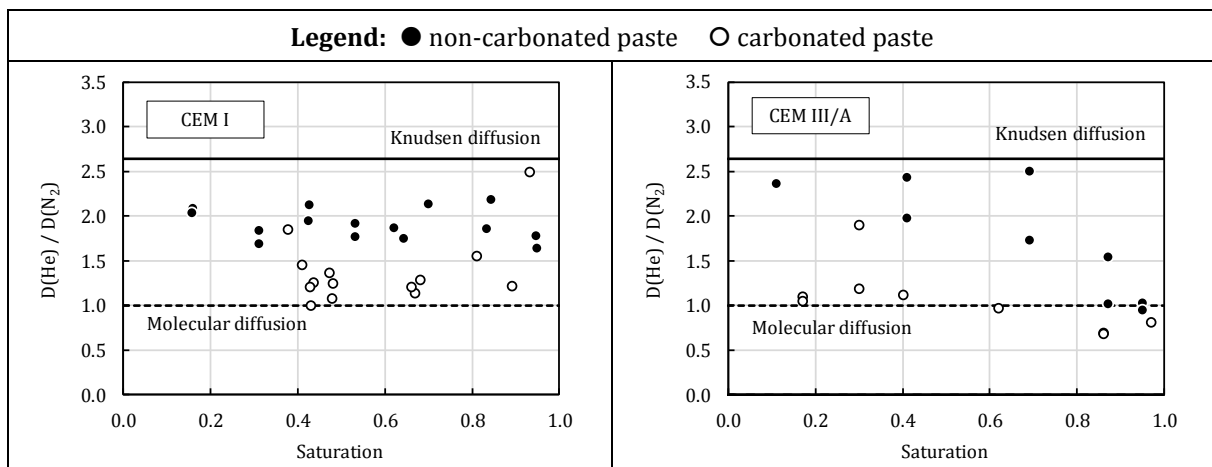 Legend: ● non-carbonated paste ○ carbonated paste
CEM I
Knudsen diffusion
Molecular diffusion
D(He) / D(N₂)
3.5
3.0
2.5
2.0
1.5
1.0
0.5
0.0
0.0 0.2 0.4 0.6 0.8 1.0
Saturation
CEM III/A
Knudsen diffusion
Molecular diffusion
D(He) / D(N₂)
3.5
3.0
2.5
2.0
1.5
1.0
0.5
0.0
0.0 0.2 0.4 0.6 0.8 1.0
Saturation